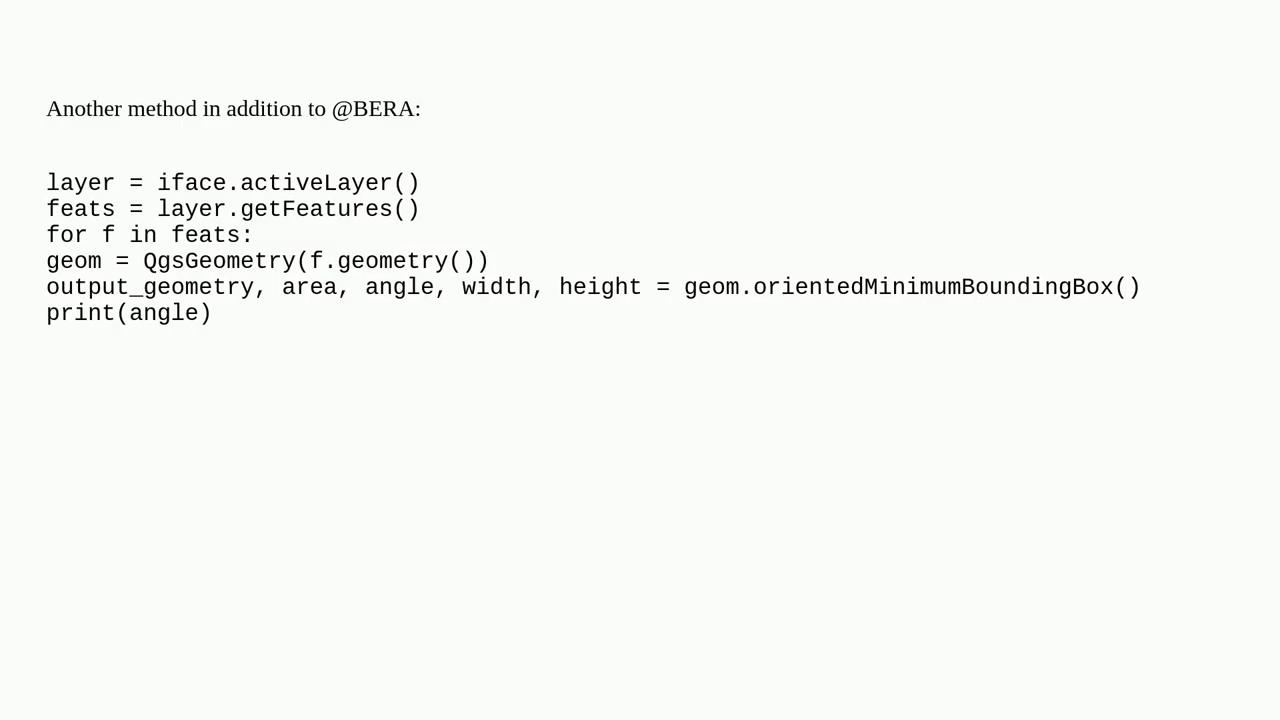 Another method in addition to @BERA:
layer = iface.activeLayer()
feats = layer.getFeatures()
for f in feats:
geom = QgsGeometry(f.geometry())
output_geometry, area, angle, width, height = geom.orientedMinimumBoundingBox()
print(angle)